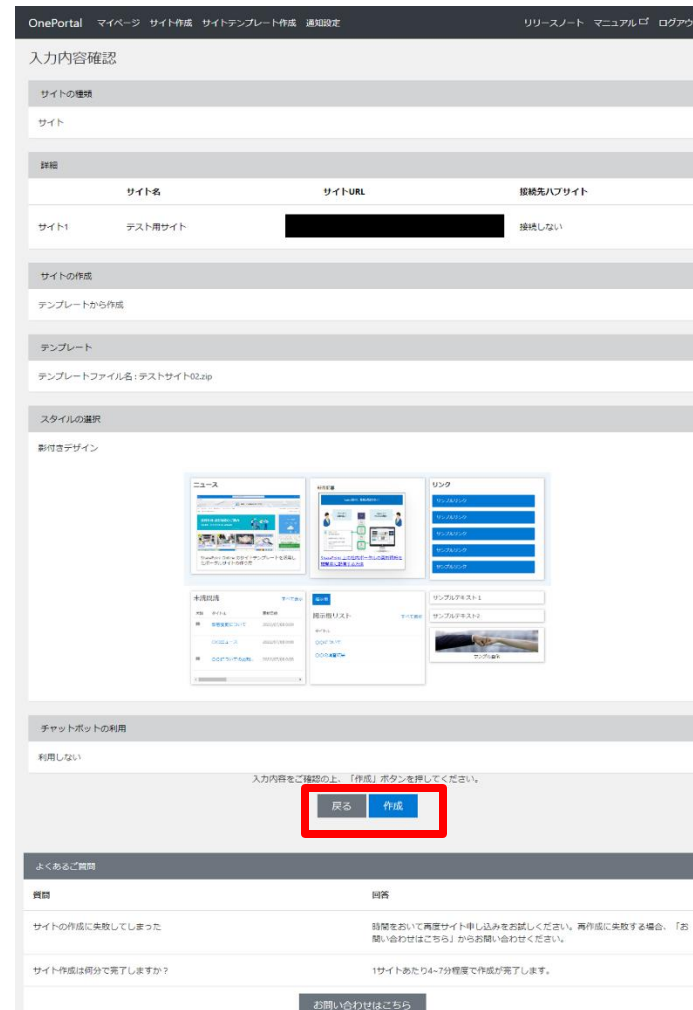 OnePortal マイページ サイト作成 サイトテンプレート作成 通知設定 リリースノート マニュアル ログアウ
入力内容確認
サイトの種類
サイト
詳細
サイト名 サイトURL 接続先ハブサイト
サイト1 テスト用サイト 接続しない
サイトの作成
テンプレートから作成
テンプレート
テンプレートファイル名 : テストサイト02.zip
スタイルの選択
影付きデザイン
ニュース
リンク
サンプルリンク
サンプルリンク
サンプルリンク
サンプルリンク
サンプルリンク
すべて表示
掲示板リスト すべて表示
タイトル
サンプルテキスト1
サンプルテキスト2
サンプル画像
チャットボットの利用
利用しない
入力内容をご確認の上、「作成」ボタンを押してください。
戻る 作成
よくあるご質問
質問 回答
サイトの作成に失敗してしまった 時間をおいて再度サイト申し込みをお試しください。再作成に失敗する場合、「お
問い合わせはこちら」からお問い合わせください。
サイト作成は何分で完了しますか？ 1サイトあたり4~7分程度で作成が完了します。
お問い合わせはこちら